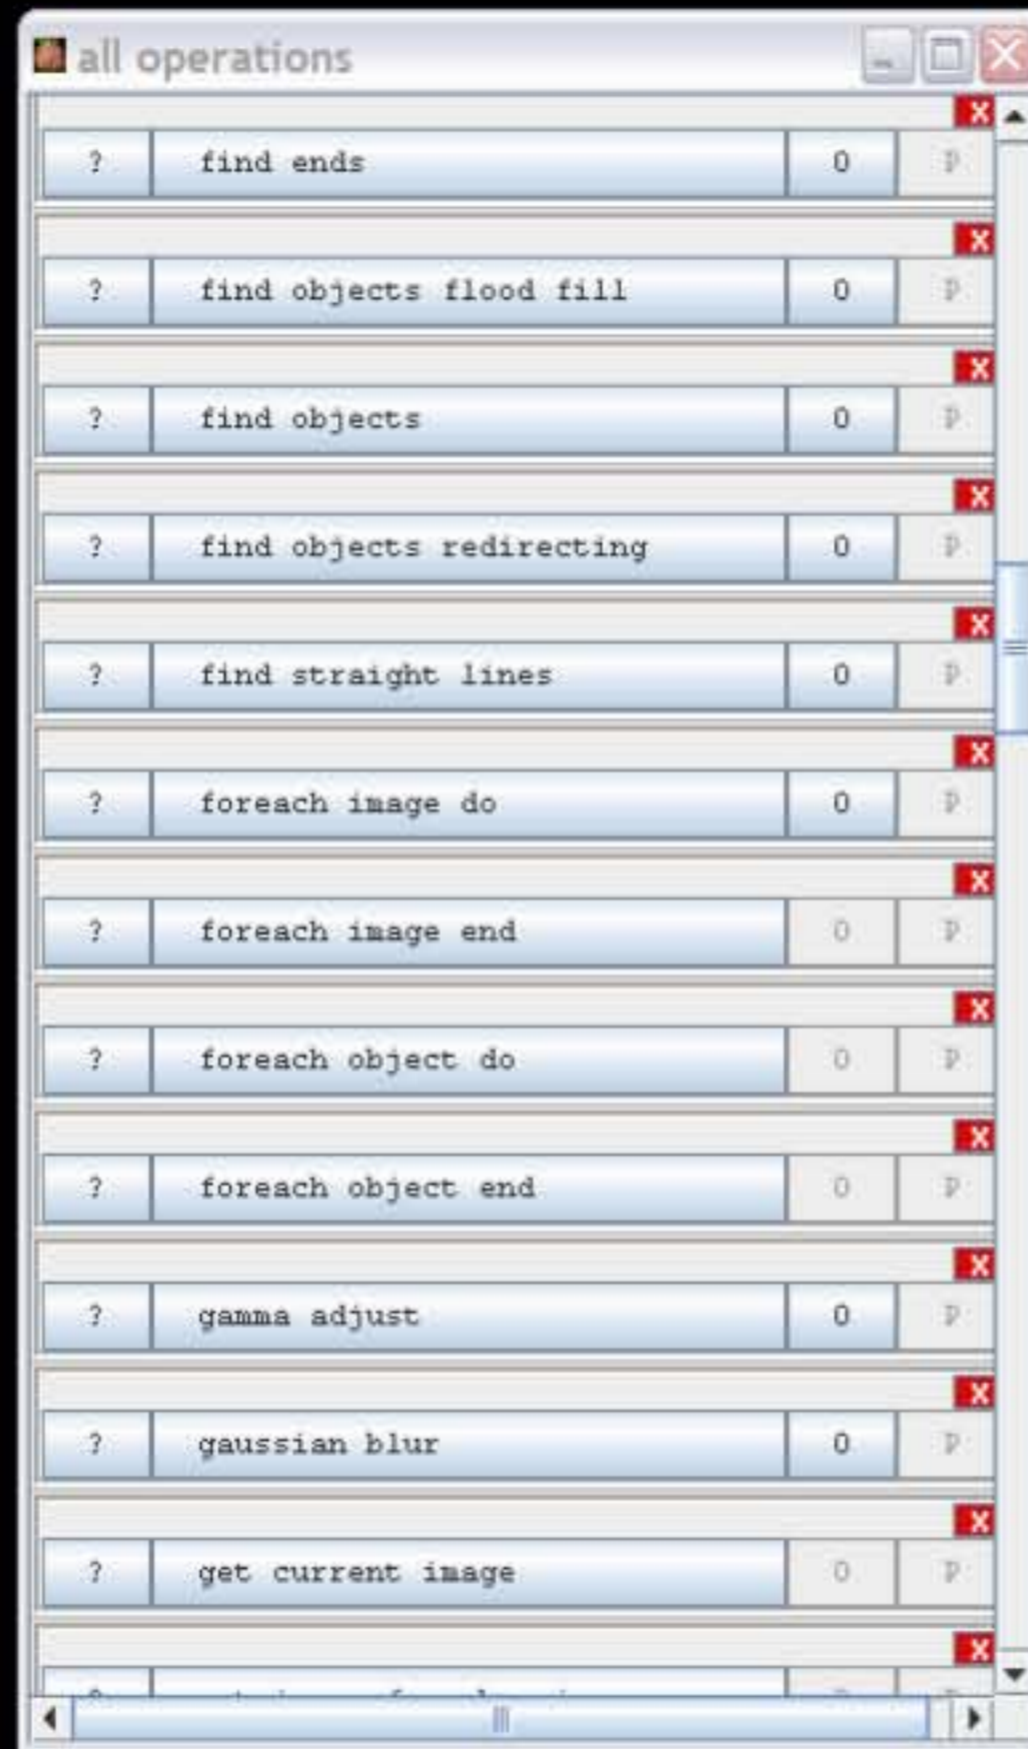 all operations
X
? find ends 0 P
X
? find objects flood fill 0 P
X
? find objects 0 P
X
? find objects redirecting 0 P
X
? find straight lines 0 P
X
? foreach image do 0 P
X
? foreach image end 0 P
X
? foreach object do 0 P
X
? foreach object end 0 P
X
? gamma adjust 0 P
X
? gaussian blur 0 P
X
? get current image 0 P
X